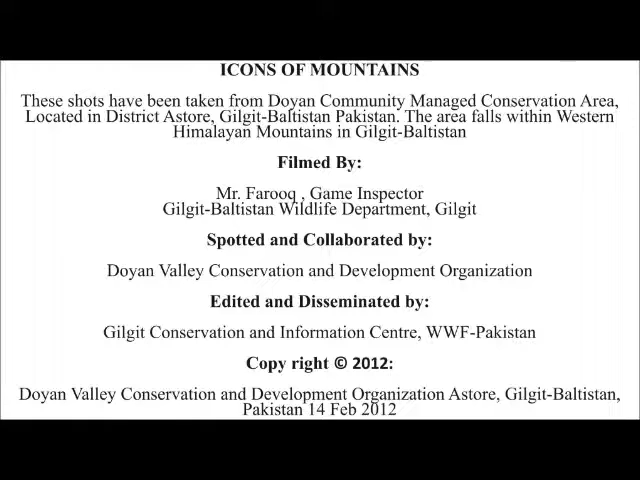 ICONS OF MOUNTAINS
These shots have been taken from Doyan Community Managed Conservation Area,
Located in District Astore, Gilgit-Baltistan Pakistan. The area falls within Western
Himalayan Mountains in Gilgit-Baltistan
Filmed By:
Mr. Farooq , Game Inspector
Gilgit-Baltistan Wildlife Department, Gilgit
Spotted and Collaborated by:
Doyan Valley Conservation and Development Organization
Edited and Disseminated by:
Gilgit Conservation and Information Centre, WWF-Pakistan
Copy right © 2012:
Doyan Valley Conservation and Development Organization Astore, Gilgit-Baltistan,
Pakistan 14 Feb 2012